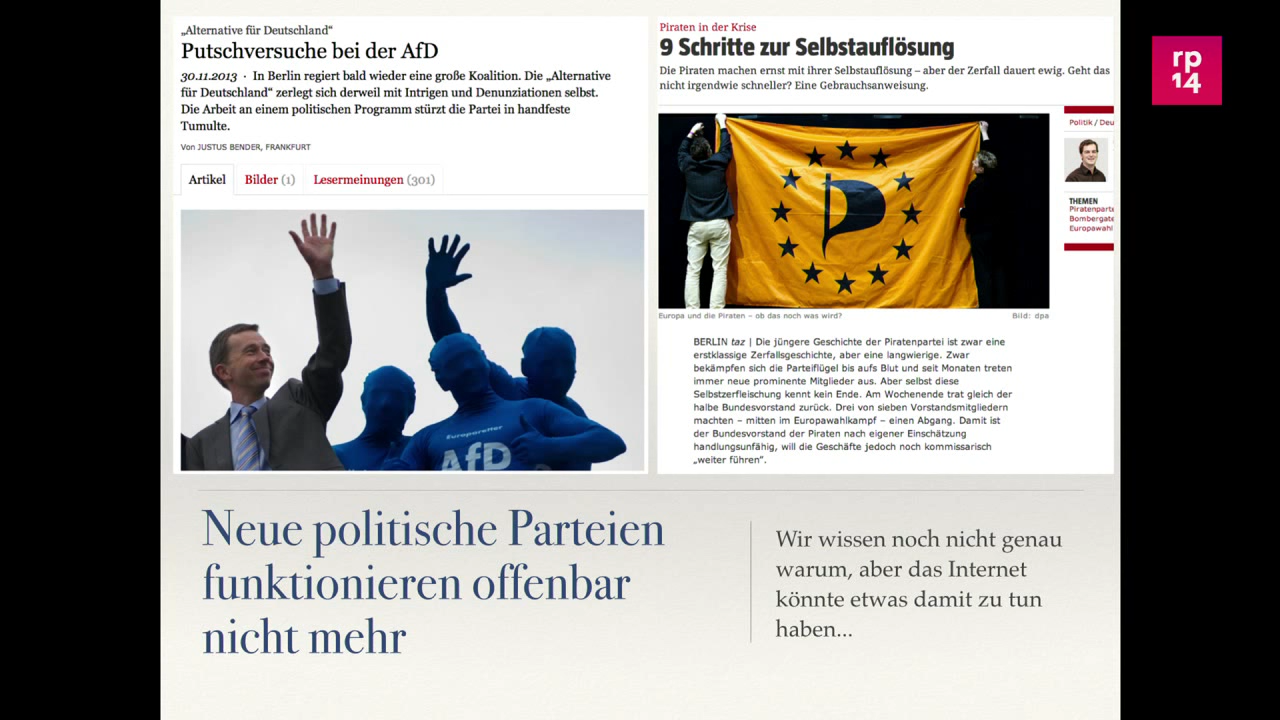 „Alternative für Deutschland“
Putschversuche bei der AfD
30.11.2013 · In Berlin regiert bald wieder eine große Koalition. Die „Alternative
für Deutschland“ zerlegt sich derweil mit Intrigen und Denunziationen selbst.
Die Arbeit an einem politischen Programm stürzt die Partei in handfeste
Tumulte.
Von JUSTUS BENDER, FRANKFURT
Artikel Bilder (1) Lesermeinungen (301)
#europaretter
AfD
Piraten in der Krise
9 Schritte zur Selbstauflösung
Die Piraten machen ernst mit ihrer Selbstauflösung – aber der Zerfall dauert ewig. Geht das
nicht irgendwie schneller? Eine Gebrauchsanweisung.
Politik / Deu
THEMEN
Piratenparte
Bombergate
Europawahl
Europa und die Piraten – ob das noch was wird? Bild: dpa
BERLIN taz | Die jüngere Geschichte der Piratenpartei ist zwar eine
erstklassige Zerfallsgeschichte, aber eine langwierige. Zwar
bekämpfen sich die Parteiflügel bis aufs Blut und seit Monaten treten
immer neue prominente Mitglieder aus. Aber selbst diese
Selbstzerfleischung kennt kein Ende. Am Wochenende trat gleich der
halbe Bundesvorstand zurück. Drei von sieben Vorstandsmitgliedern
machten – mitten im Europawahlkampf – einen Abgang. Damit ist
der Bundesvorstand der Piraten nach eigener Einschätzung
handlungsunfähig, will die Geschäfte jedoch noch kommissarisch
„weiter führen“.
rp
14
Neue politische Parteien
funktionieren offenbar
nicht mehr
Wir wissen noch nicht genau
warum, aber das Internet
könnte etwas damit zu tun
haben...